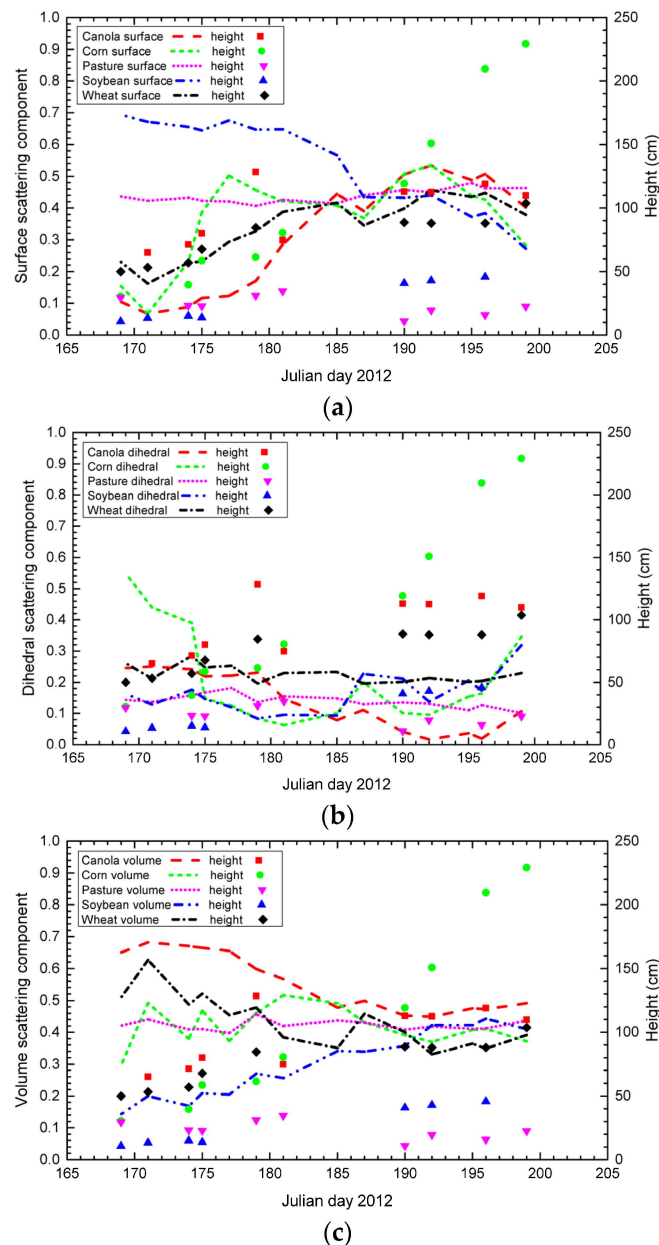 1.0
0.9
0.8
0.7
0.6
0.5
0.4
0.3
0.2
0.1
0.0
Surface scattering component
Canola surface height
Corn surface height
Pasture surface height
Soybean surface height
Wheat surface height
250
200
150
100
50
0
Height (cm)
165 170 175 180 185 190 195 200 205
Julian day 2012
(a)
1.0
0.9
0.8
0.7
0.6
0.5
0.4
0.3
0.2
0.1
0.0
Dihedral scattering component
Canola dihedral height
Corn dihedral height
Pasture dihedral height
Soybean dihedral height
Wheat dihedral height
250
200
150
100
50
0
Height (cm)
165 170 175 180 185 190 195 200 205
Julian day 2012
(b)
1.0
0.9
0.8
0.7
0.6
0.5
0.4
0.3
0.2
0.1
0.0
Volume scattering component
Canola volume height
Corn volume height
Pasture volume height
Soybean volume height
Wheat volume height
250
200
150
100
50
0
Height (cm)
165 170 175 180 185 190 195 200 205
Julian day 2012
(c)